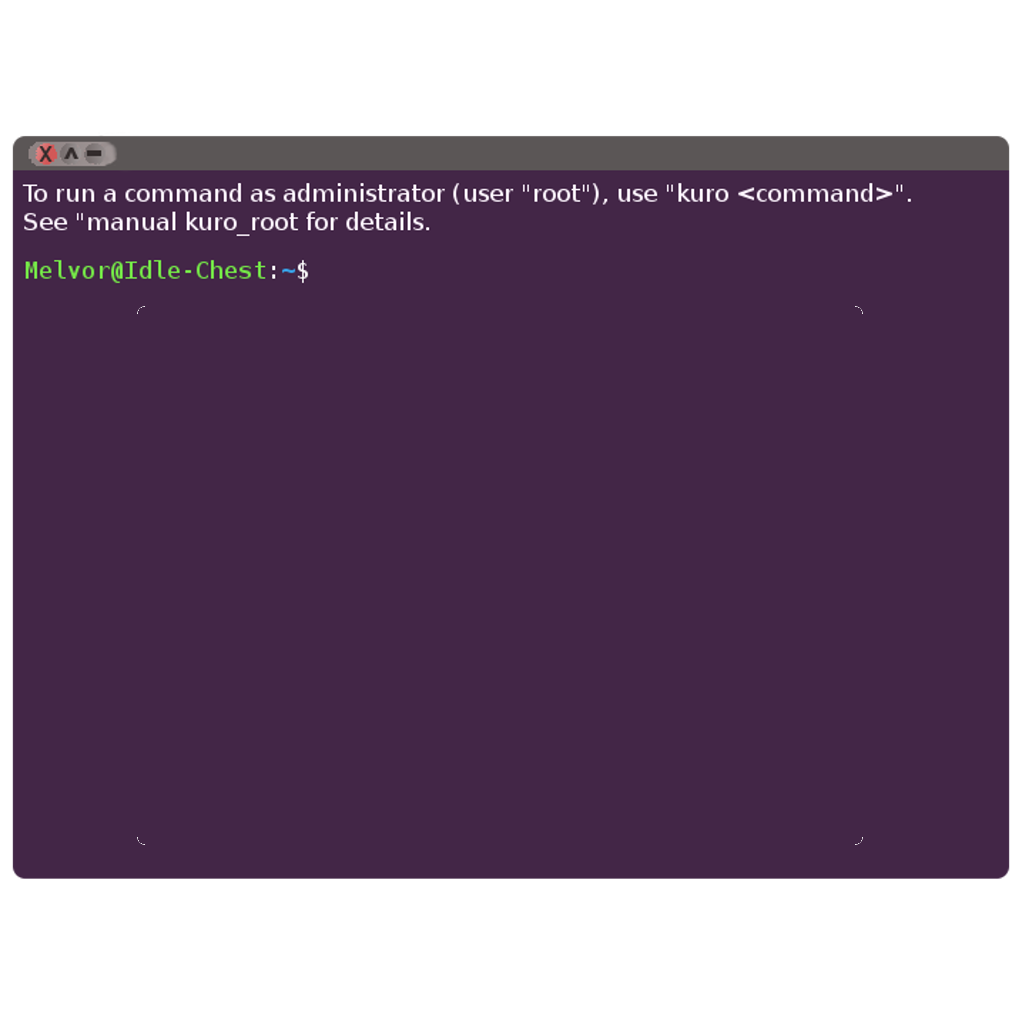 To run a command as administrator (user "root"), use "kuro <command>".
See "manual kuro_root for details.
Melvor@Idle-Chest:~$